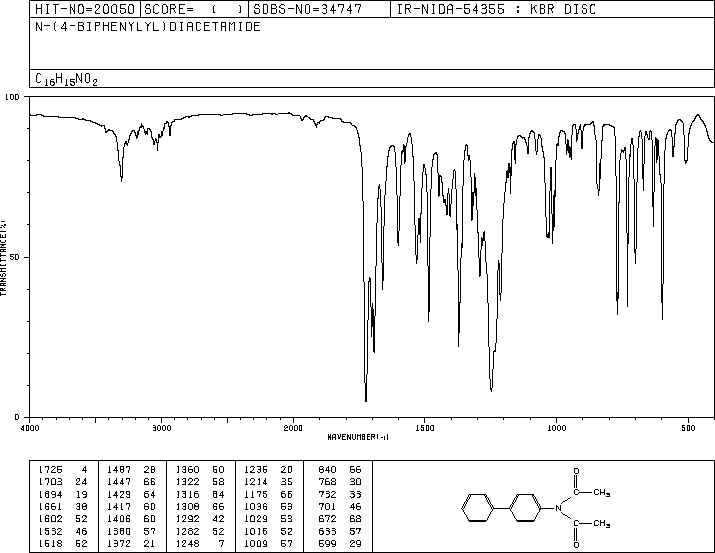 HIT-NO=20050 SCORE= ( ) SDBS-NO=34747 IR-NIDA-54355 : KBR DISC
N-(4-BIPHENYLYL)DIACETAMIDE
C16H15NO2
100
50
0
TRANSMITTANCE(%)
4000 3000 2000 1500 1000 500
WAVENUMBER(-1)
1725 4 1487 28 1360 60 1236 20 840 66
1703 24 1447 66 1322 58 1214 35 768 30
1694 19 1429 64 1316 64 1175 66 732 33
1661 38 1417 60 1308 66 1036 53 701 46
1602 52 1406 60 1292 42 1029 53 672 68
1532 46 1380 57 1282 52 1016 52 633 57
1518 52 1372 21 1248 7 1009 57 599 29
O
C—CH3
N
C—CH3
O